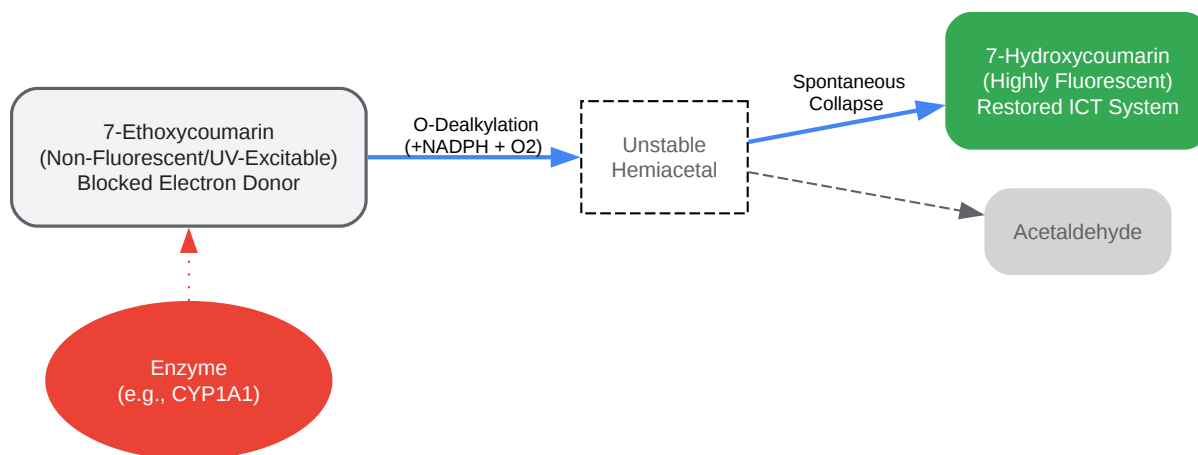 7-Ethoxycoumarin
(Non-Fluorescent/UV-Excitable)
Blocked Electron Donor
O-Dealkylation
(+NADPH + O2)
Unstable
Hemiacetal
Spontaneous
Collapse
7-Hydroxycoumarin
(Highly Fluorescent)
Restored ICT System
Acetaldehyde
Enzyme
(e.g., CYP1A1)